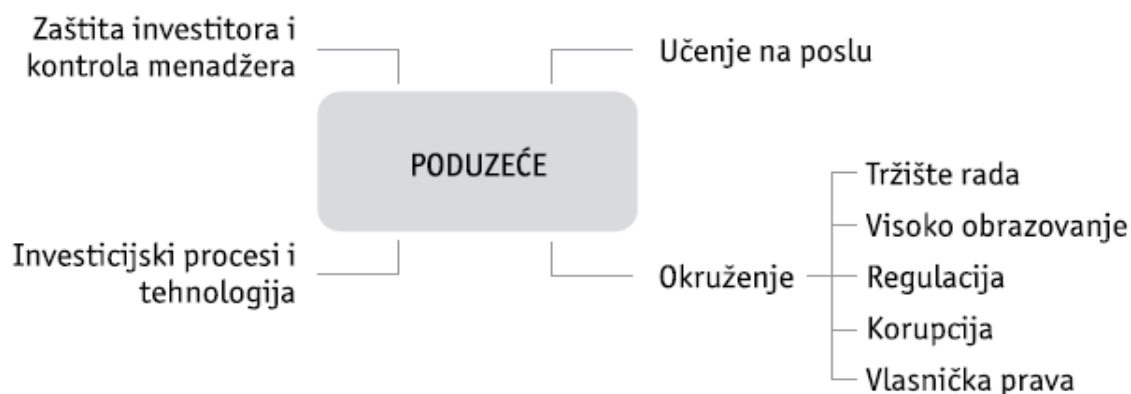 Zaštita investitora i
kontrola menadžera
Učenje na poslu
PODUZEĆE
Investicijski procesi i
tehnologija
Okruženje
Tržište rada
Visoko obrazovanje
Regulacija
Korupcija
Vlasnička prava